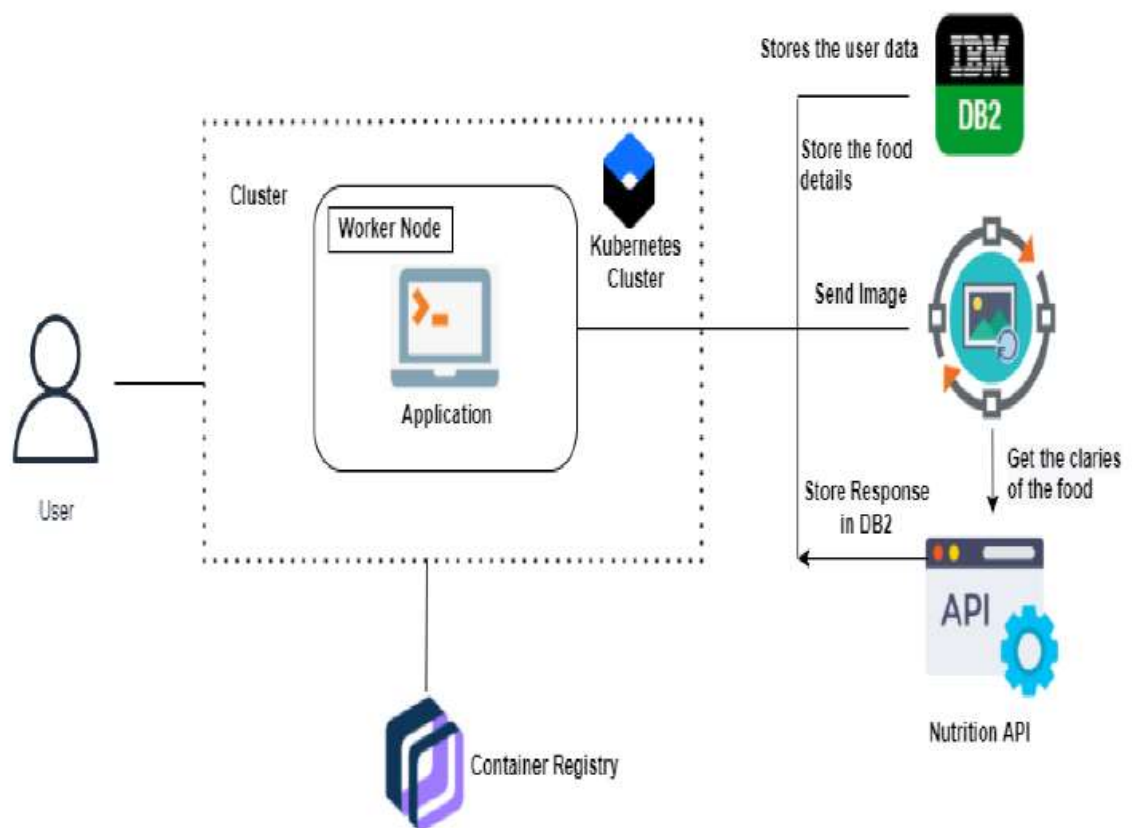 Stores the user data
IBM
DB2
Store the food
details
Cluster
Worker Node
Kubernetes
Cluster
Send Image
Application
User
Get the claries
of the food
Store Response
in DB2
API
Nutrition API
Container Registry